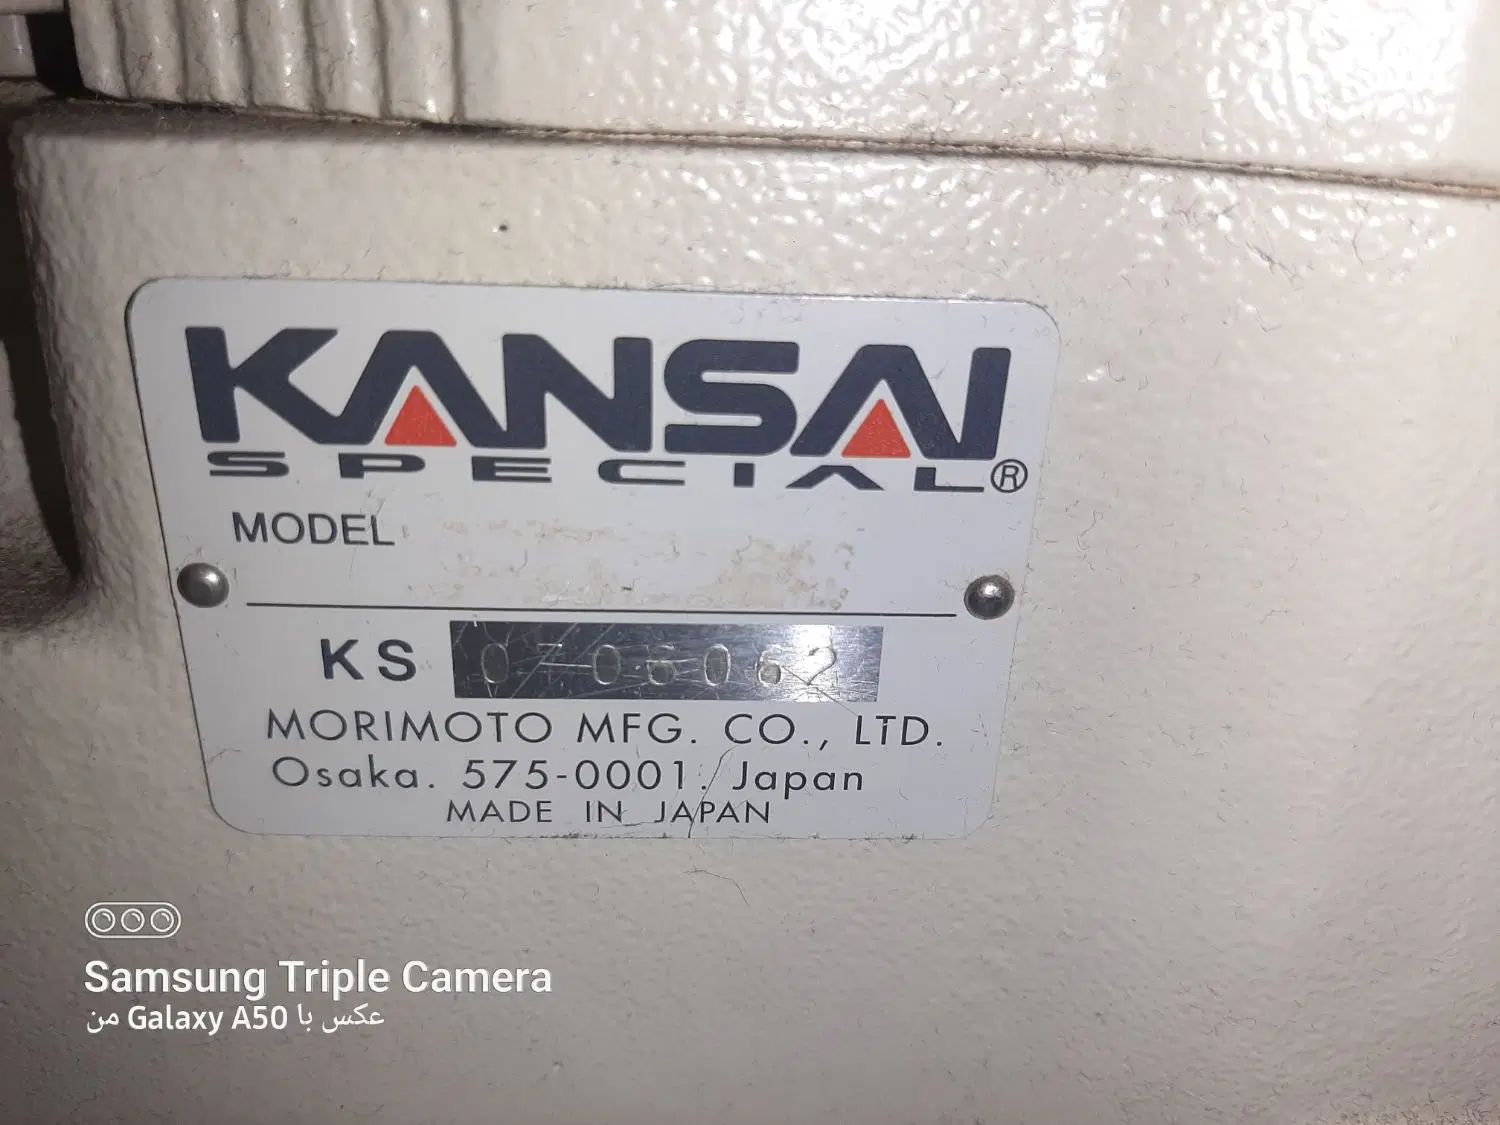 KANSAI
SPECIAL®
MODEL
KS 0705062
MORIMOTO MFG. CO., LTD.
Osaka. 575-0001. Japan
MADE IN JAPAN
Samsung Triple Camera
عکس با Galaxy A50 من